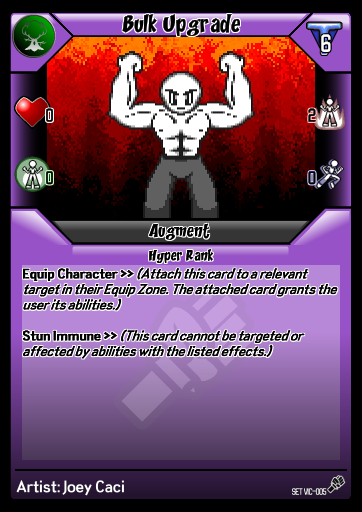 Bulk Upgrade
6
0
2
0
0
Augment
Hyper Rank
Equip Character >> (Attach this card to a relevant
target in their Equip Zone. The attached card grants the
user its abilities.)
Stun Immune >> (This card cannot be targeted or
affected by abilities with the listed effects.)
Artist: Joey Caci
SET VIC-005